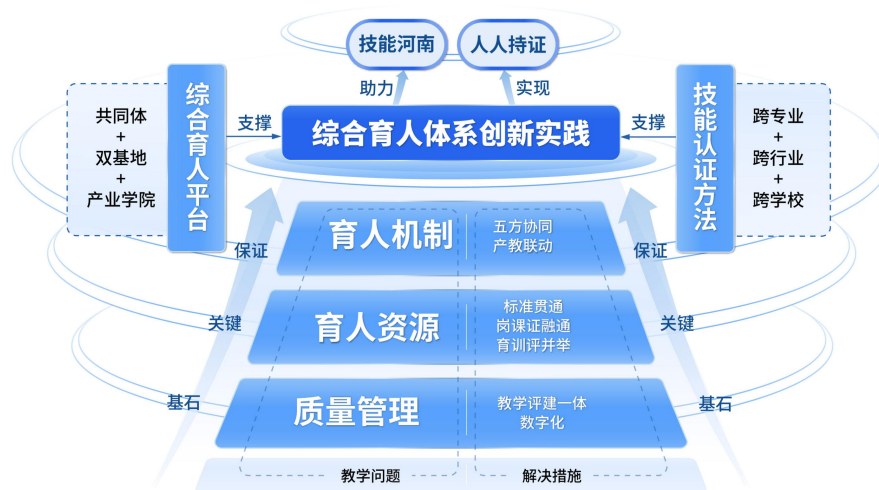 技能河南
人人持证
助力
实现
综合育人平台
共同体
+
双基地
+
产业学院
支撑
综合育人体系创新实践
支撑
技能认证方法
跨专业
+
跨行业
+
跨学校
保证
育人机制
五方协同
产教联动
保证
关键
育人资源
标准贯通
岗课证融通
育训评并举
关键
基石
质量管理
教学评建一体
数字化
基石
教学问题
解决措施